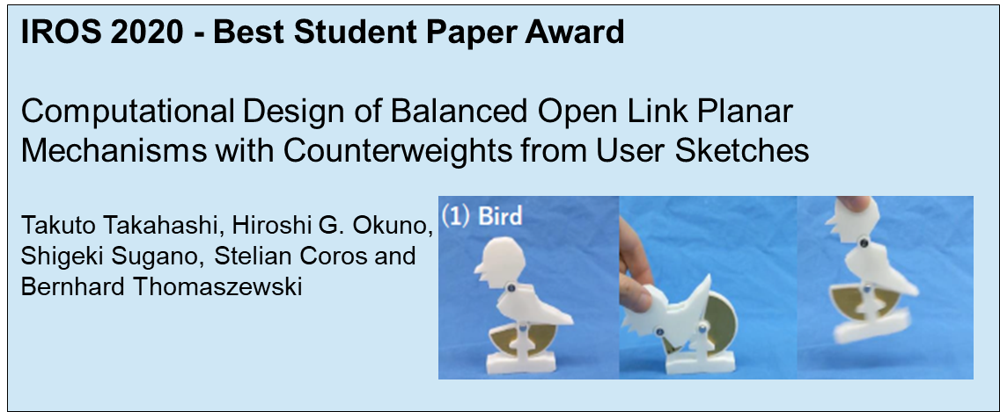 IROS 2020 - Best Student Paper Award
Computational Design of Balanced Open Link Planar
Mechanisms with Counterweights from User Sketches
Takuto Takahashi, Hiroshi G. Okuno,
Shigeki Sugano, Stelian Coros and
Bernhard Thomaszewski
(1) Bird